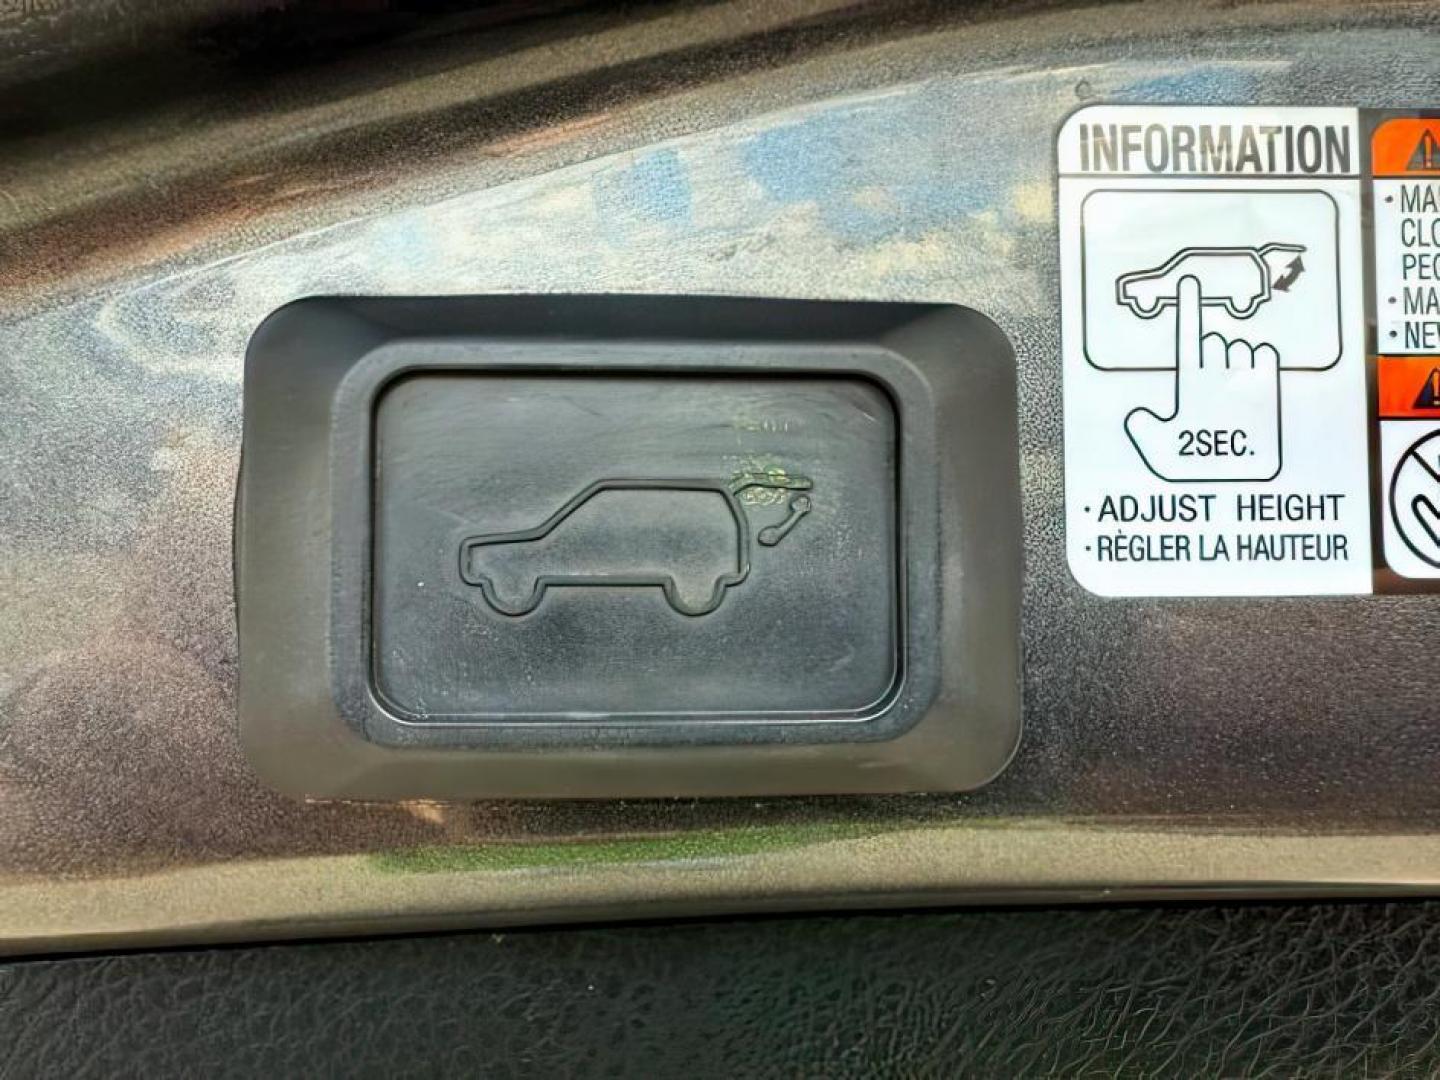 INFORMATION
2SEC.
· ADJUST HEIGHT
· RÈGLER LA HAUTEUR